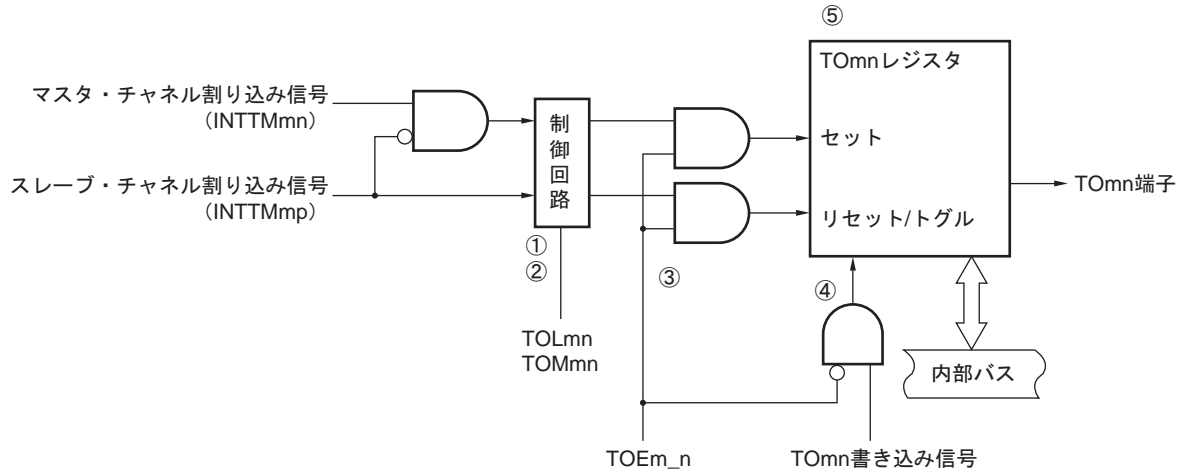 ⑤
TOmnレジスタ
マスタ・チャネル割り込み信号
（INTTMmn）
制
御
回
路
セット
スレーブ・チャネル割り込み信号
（INTTMmp）
TOmn端子
リセット/トグル
①
②
③
④
TOLmn
TOMmn
内部バス
TOEm_n
TOmn書き込み信号